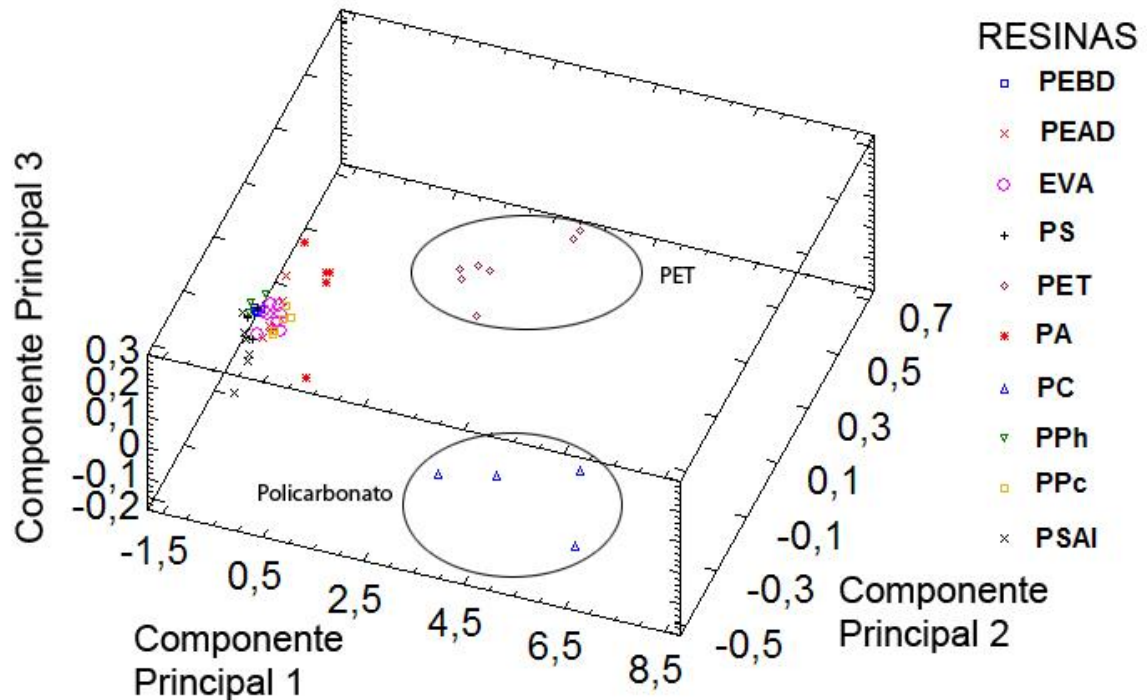 RESINAS
PEBD
PEAD
EVA
PS
PET
PA
PC
PPh
PPc
PSAI
PET
Policarbonato
Componente Principal 3
0,3
0,2
0,1
0
-0,1
-0,2
-1,5
0,5
2,5
4,5
6,5
8,5
Componente
Principal 1
0,7
0,5
0,3
0,1
-0,1
-0,3
-0,5
Componente
Principal 2